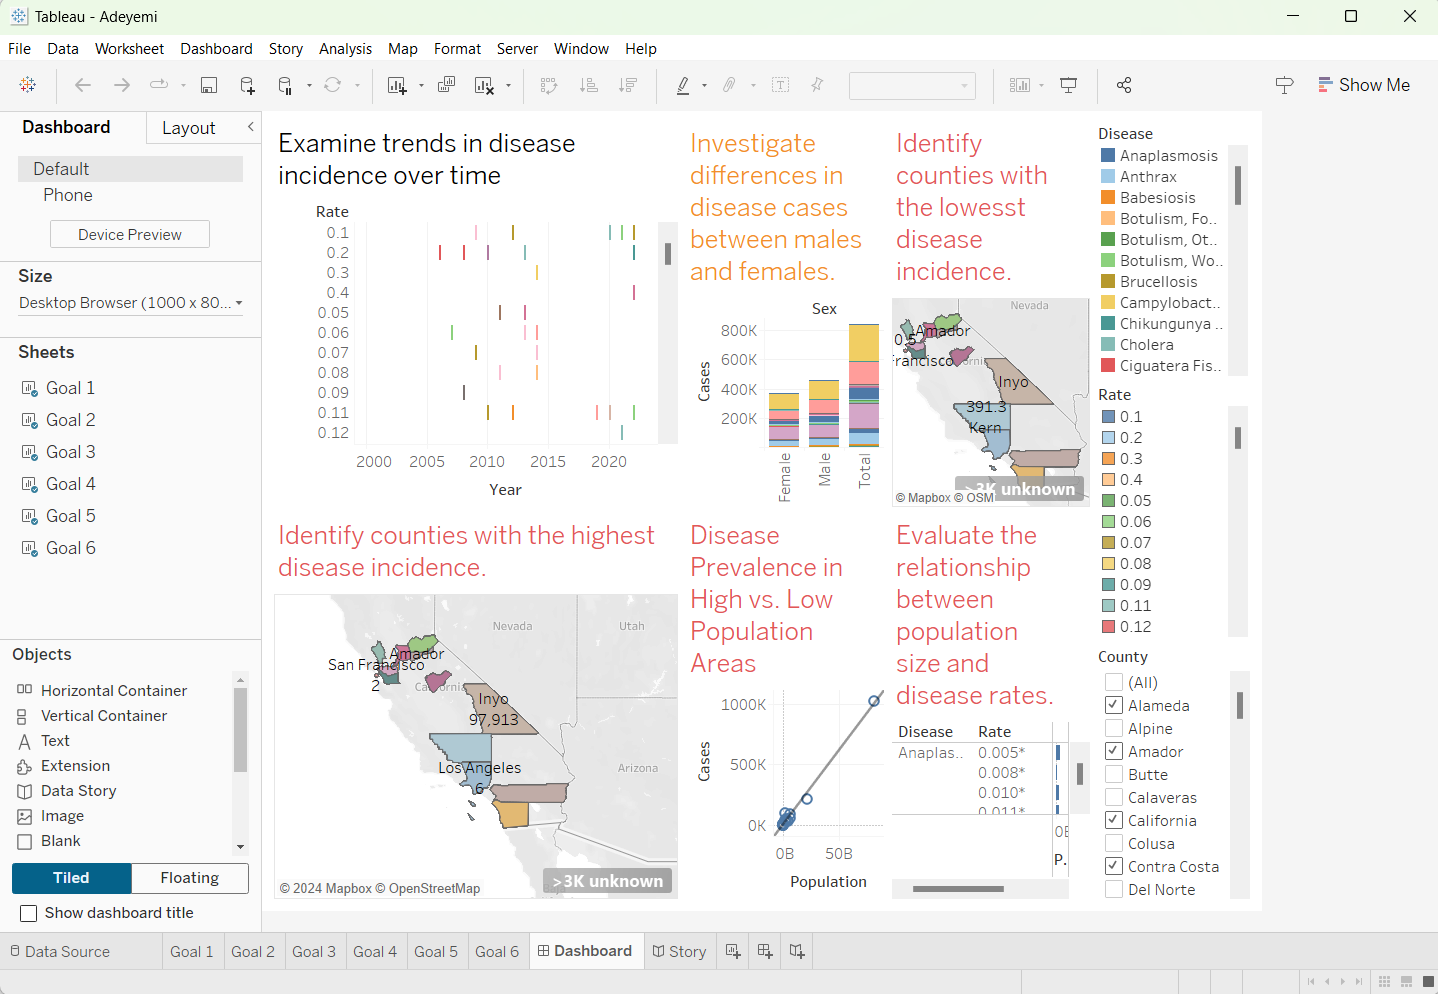 Tableau - Adeyemi
File Data Worksheet Dashboard Story Analysis Map Format Server Window Help
Show Me
Dashboard Layout
Default
Phone
Device Preview
Size
Desktop Browser (1000 x 80...
Sheets
Goal 1
Goal 2
Goal 3
Goal 4
Goal 5
Goal 6
Objects
Horizontal Container
Vertical Container
Text
Extension
Data Story
Image
Blank
Tiled Floating
Show dashboard title
Examine trends in disease
incidence over time
Rate
0.1
0.2
0.3
0.4
0.05
0.06
0.07
0.08
0.09
0.11
0.12
2000 2005 2010 2015 2020
Year
Investigate
differences in
disease cases
between males
and females.
Sex
800K
600K
400K
200K
Cases
Female
Male
Total
Identify
counties with
the lowesst
disease
incidence.
Nevada
Amador
0.5
Francisco
Inyo
391.3
Kern
>3K unknown
© Mapbox © OSM
Identify counties with the highest
disease incidence.
Nevada
Utah
Amador
San Francisco
2
California
Inyo
97,913
Los Angeles
6
Arizona
© 2024 Mapbox © OpenStreetMap
>3K unknown
Disease
Prevalence in
High vs. Low
Population
Areas
1000K
500K
0K
Cases
0B 50B
Population
Evaluate the
relationship
between
population
size and
disease rates.
Disease Rate
Anaplas.. 0.005*
0.008*
0.010*
0.011*
0B
P.
Disease
Anaplasmosis
Anthrax
Babesiosis
Botulism, Fo..
Botulism, Ot..
Botulism, Wo..
Brucellosis
Campylobact..
Chikungunya ..
Cholera
Ciguatera Fis..
Rate
0.1
0.2
0.3
0.4
0.05
0.06
0.07
0.08
0.09
0.11
0.12
County
(All)
Alameda
Alpine
Amador
Butte
Calaveras
California
Colusa
Contra Costa
Del Norte
Data Source Goal 1 Goal 2 Goal 3 Goal 4 Goal 5 Goal 6 Dashboard Story